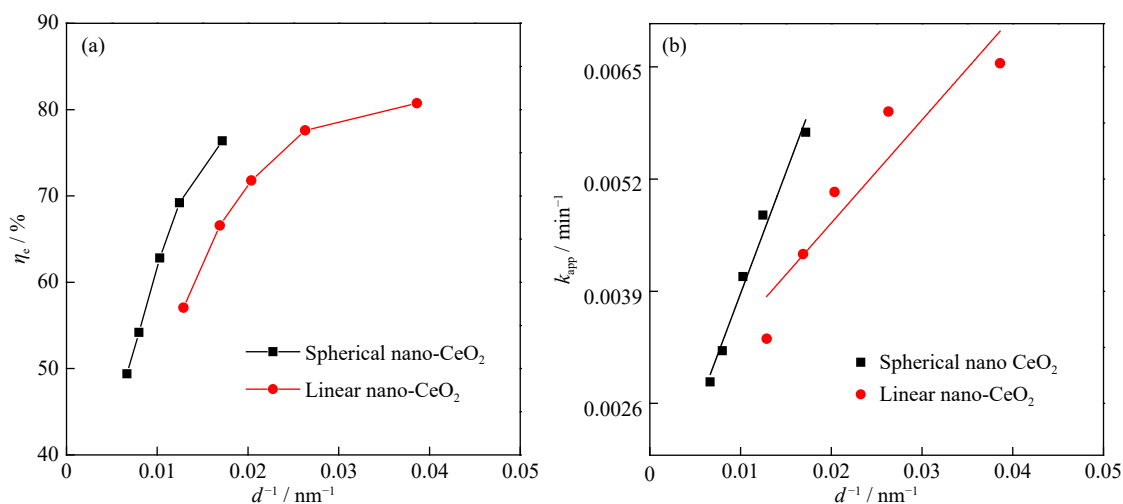 (a)
90
80
70
60
50
40
0
0.01
0.02
0.03
0.04
0.05
ηe / %
d⁻¹ / nm⁻¹
Spherical nano-CeO₂
Linear nano-CeO₂
(b)
0.0065
0.0052
0.0039
0.0026
0
0.01
0.02
0.03
0.04
0.05
kapp / min⁻¹
d⁻¹ / nm⁻¹
Spherical nano CeO₂
Linear nano-CeO₂